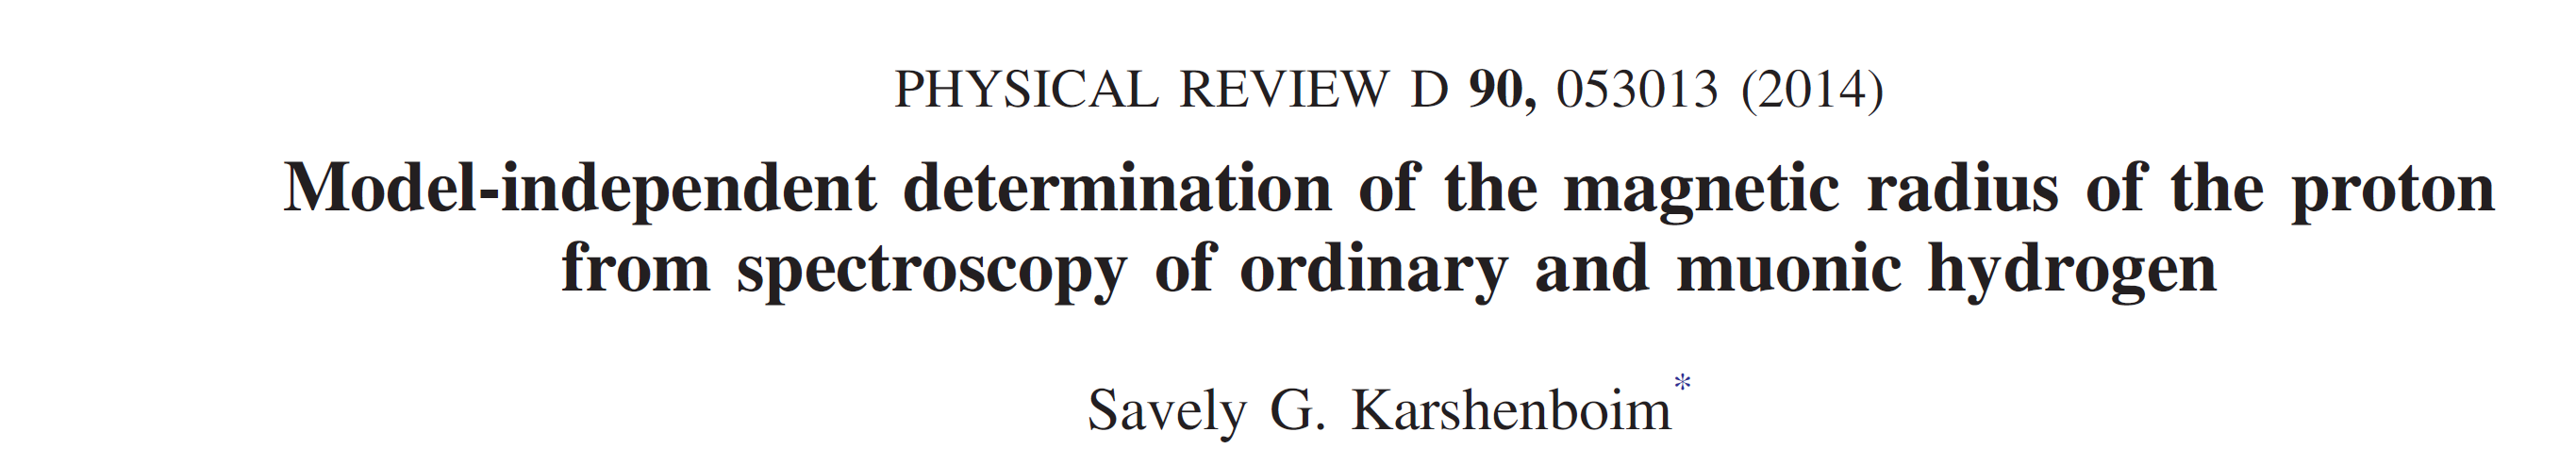 PHYSICAL REVIEW D 90, 053013 (2014)
Model-independent determination of the magnetic radius of the proton
from spectroscopy of ordinary and muonic hydrogen
Savely G. Karshenboim*